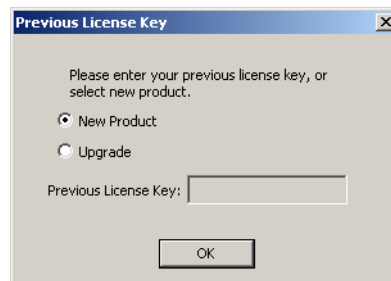 Previous License Key
Please enter your previous license key, or
select new product.
New Product
Upgrade
Previous License Key:
OK